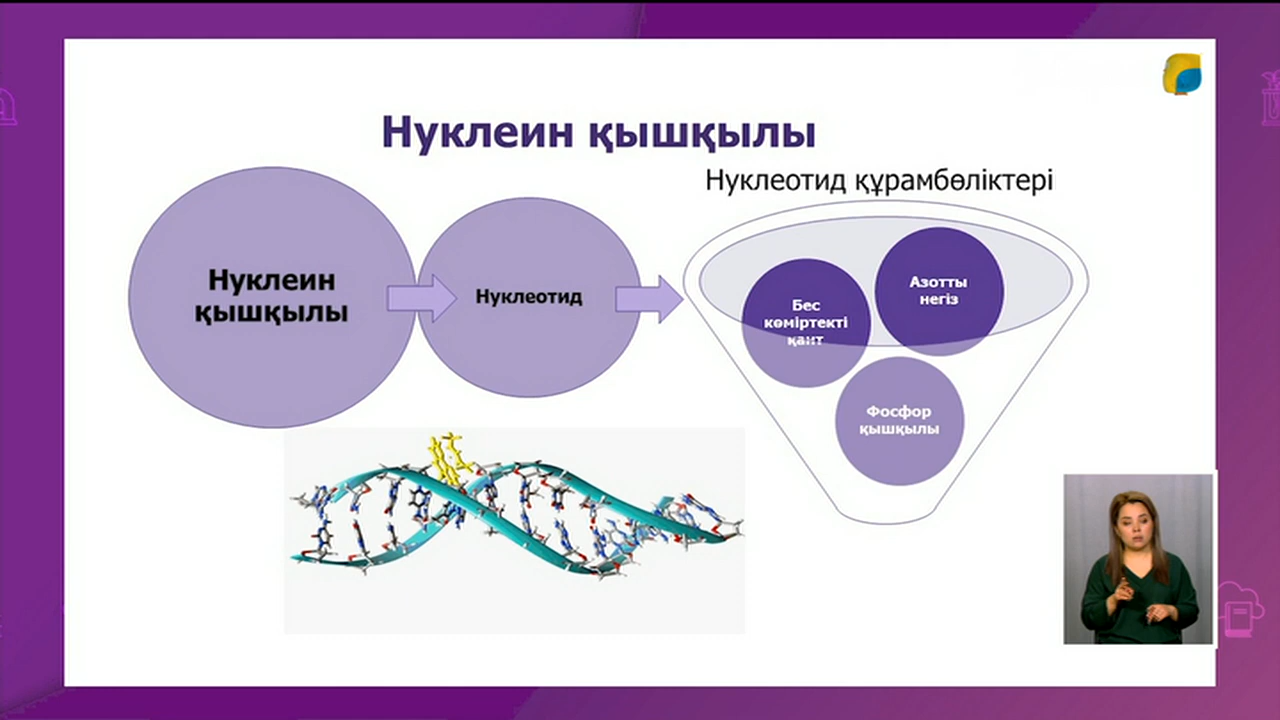 Нуклеин қышқылы
Нуклеотид құрамбөліктері
Нуклеин
қышқылы
Нуклеотид
Бес
көміртекті
қант
Азотты
негіз
Фосфор
қышқылы